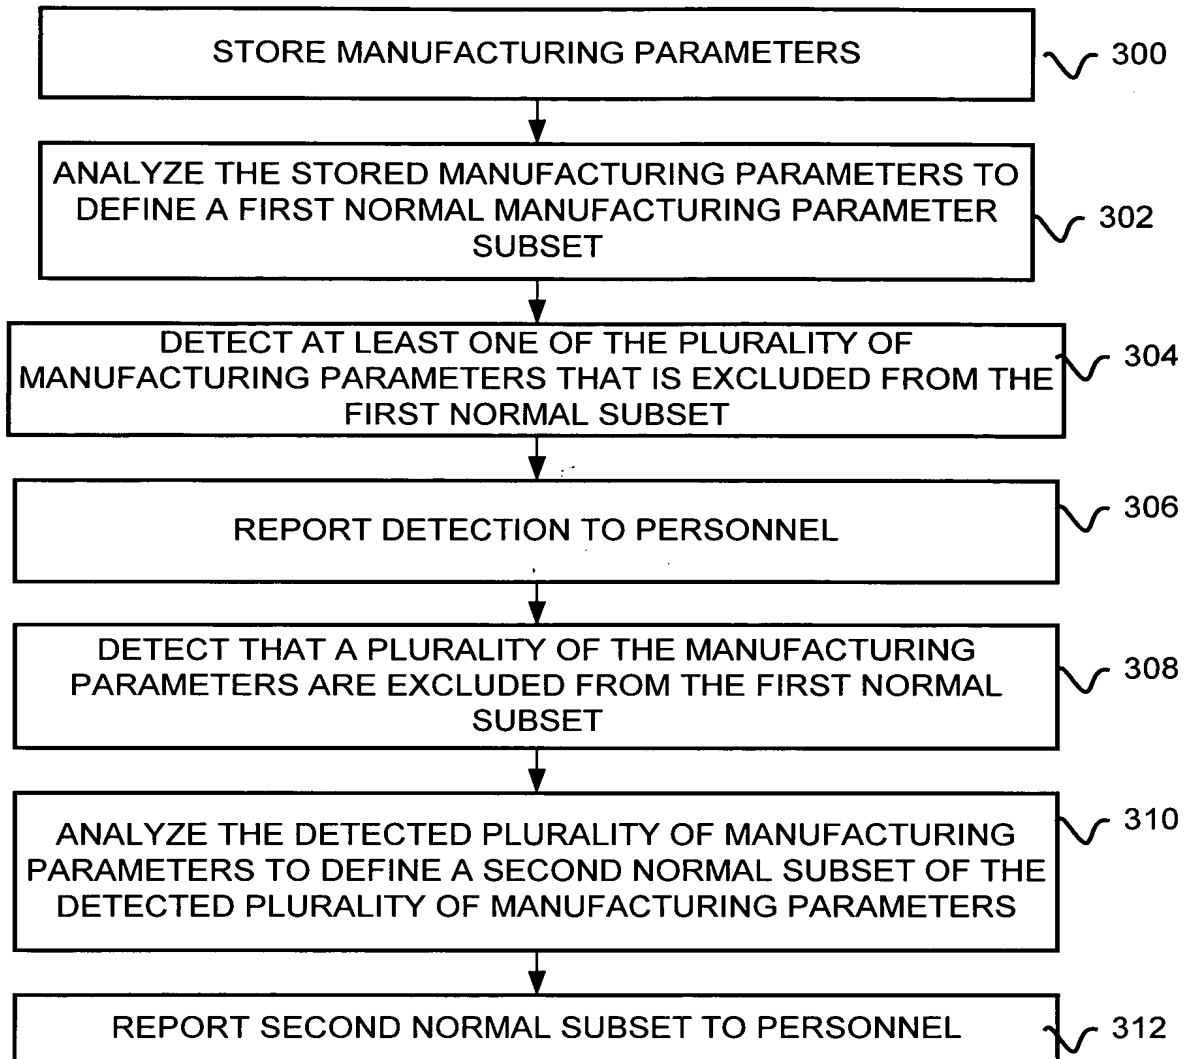 STORE MANUFACTURING PARAMETERS
300
ANALYZE THE STORED MANUFACTURING PARAMETERS TO
DEFINE A FIRST NORMAL MANUFACTURING PARAMETER
SUBSET
302
DETECT AT LEAST ONE OF THE PLURALITY OF
MANUFACTURING PARAMETERS THAT IS EXCLUDED FROM THE
FIRST NORMAL SUBSET
304
REPORT DETECTION TO PERSONNEL
306
DETECT THAT A PLURALITY OF THE MANUFACTURING
PARAMETERS ARE EXCLUDED FROM THE FIRST NORMAL
SUBSET
308
ANALYZE THE DETECTED PLURALITY OF MANUFACTURING
PARAMETERS TO DEFINE A SECOND NORMAL SUBSET OF THE
DETECTED PLURALITY OF MANUFACTURING PARAMETERS
310
REPORT SECOND NORMAL SUBSET TO PERSONNEL
312